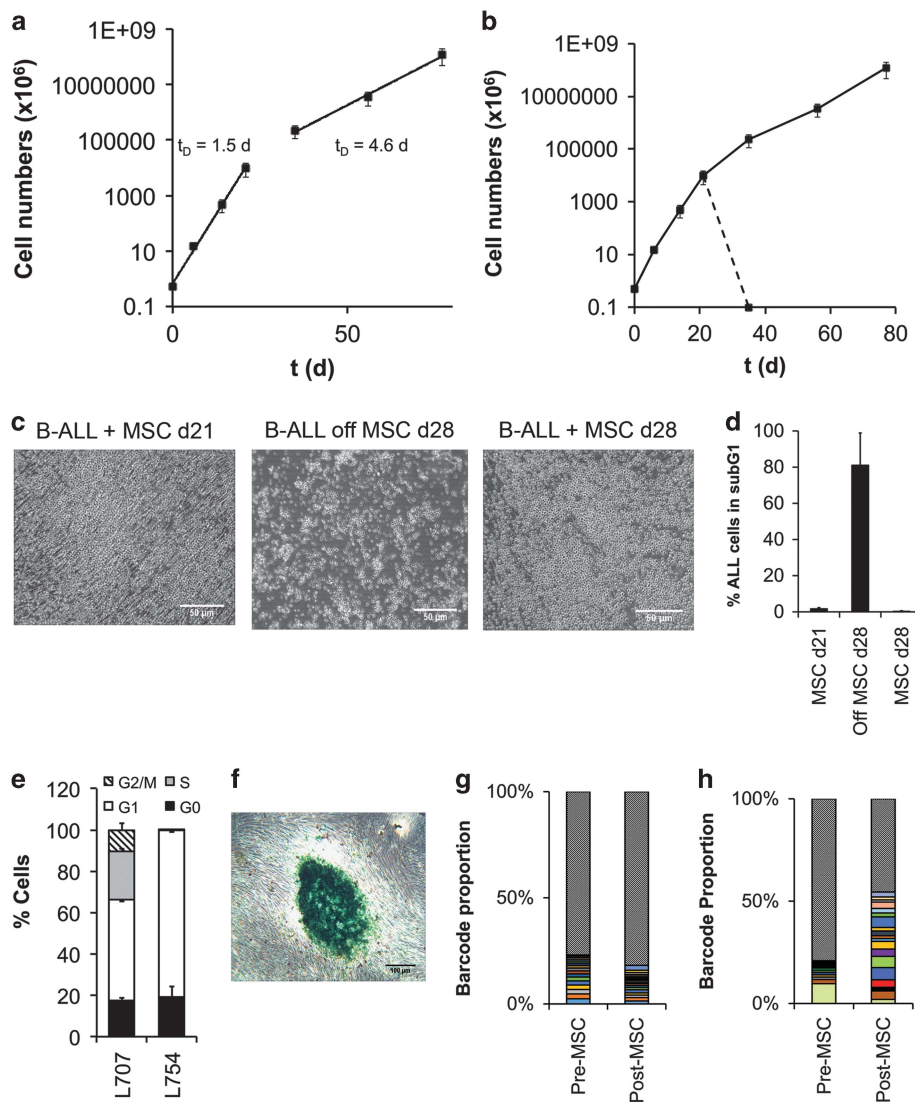 a
1E+09
10000000
100000
1000
10
0.1
Cell numbers (x10⁶)
t_D = 1.5 d
t_D = 4.6 d
0
50
t (d)
b
1E+09
10000000
100000
1000
10
0.1
Cell numbers (x10⁶)
0
20
40
60
80
t (d)
c
B-ALL + MSC d21
B-ALL off MSC d28
B-ALL + MSC d28
50 µm
50 µm
50 µm
d
100
80
60
40
20
0
% ALL cells in subG1
MSC d21
Off MSC d28
MSC d28
e
G2/M
S
G1
G0
120
100
80
60
40
20
0
% Cells
L707
L754
f
100 µm
g
100%
50%
0%
Barcode proportion
Pre-MSC
Post-MSC
h
100%
50%
0%
Barcode Proportion
Pre-MSC
Post-MSC